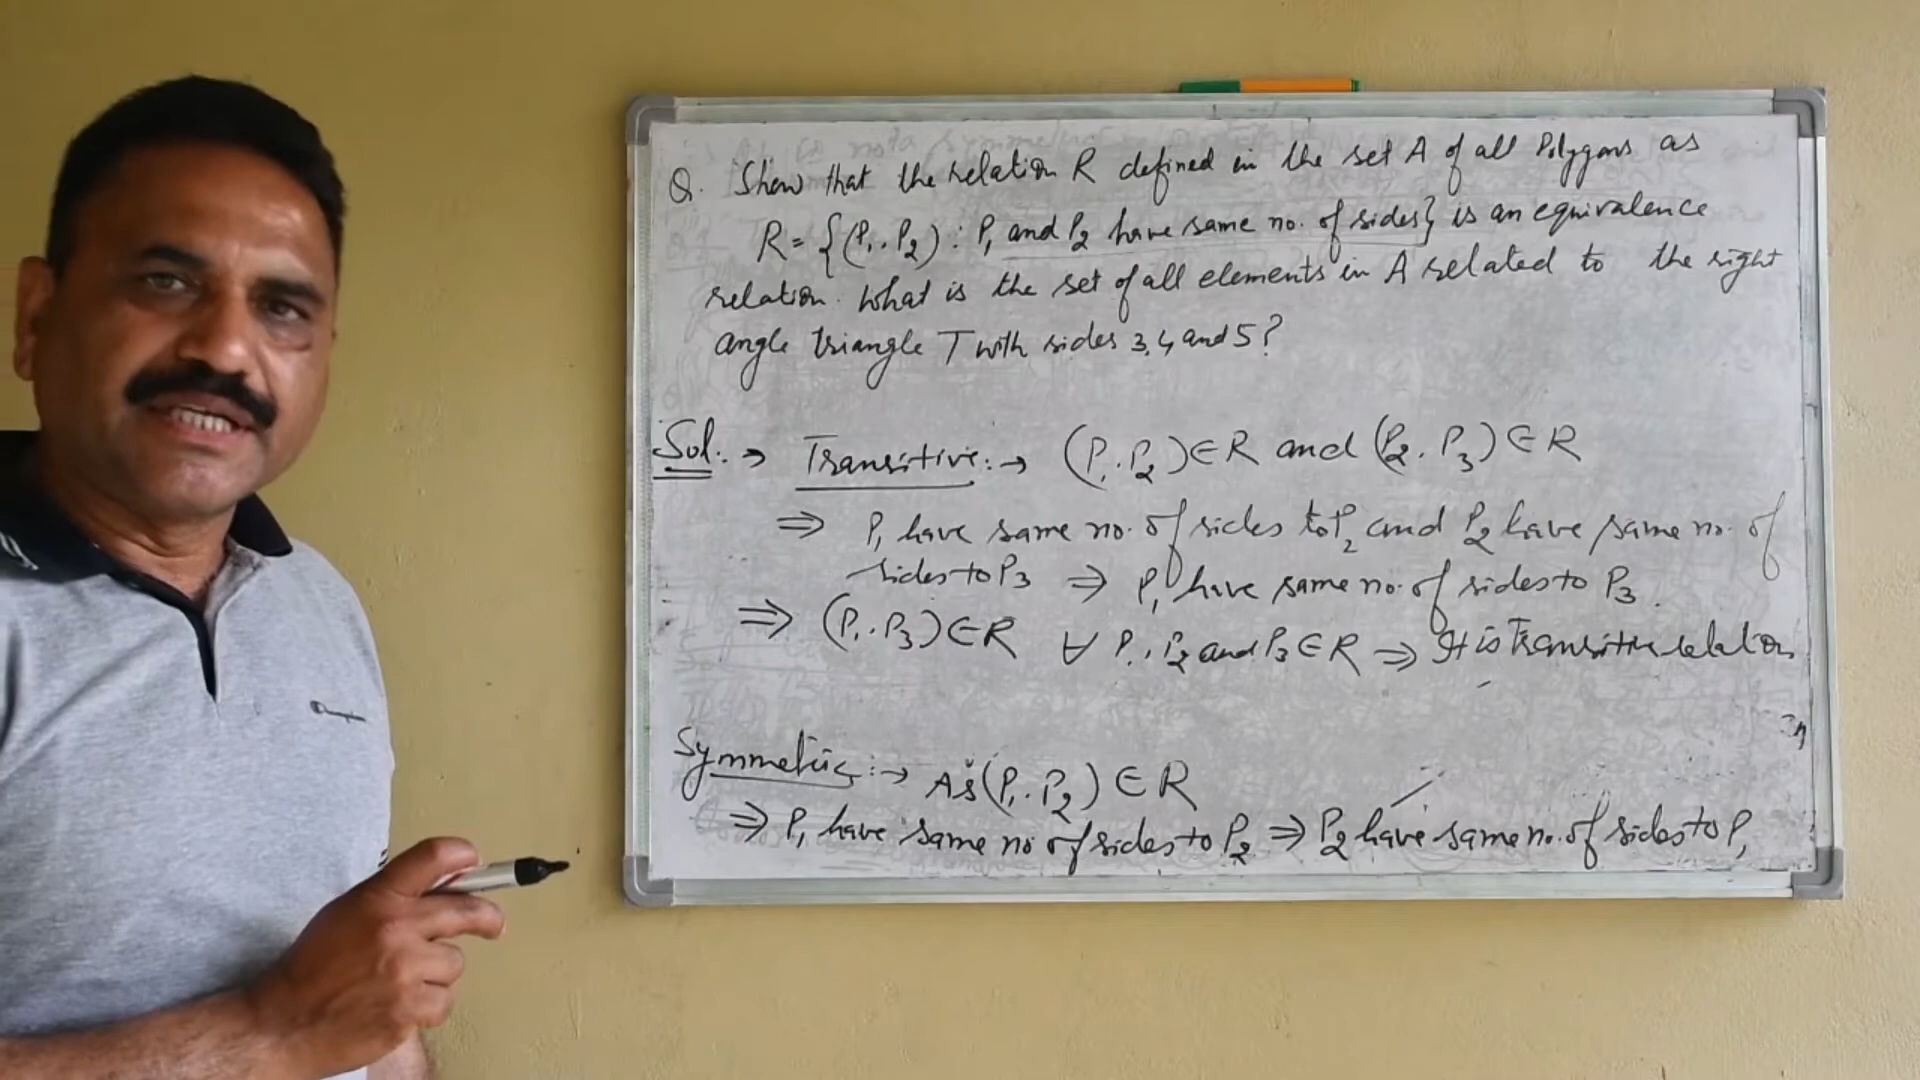 Q. Show that the relation R defined in the set A of all Polygons as
R = {(P₁, P₂) : P₁ and P₂ have same no. of sides} is an equivalence
relation. What is the set of all elements in A related to the right
angle triangle T with sides 3, 4 and 5?
Sol. :→ Transitive :→ (P₁, P₂) ∈ R and (P₂, P₃) ∈ R
⇒ P₁ have same no. of sides to P₂ and P₂ have same no. of
sides to P₃ ⇒ P₁ have same no. of sides to P₃.
⇒ (P₁, P₃) ∈ R ∀ P₁, P₂ and P₃ ∈ R ⇒ It is Transitive relation
Symmetric :→ As (P₁, P₂) ∈ R
⇒ P₁ have same no of sides to P₂ ⇒ P₂ have same no. of sides to P₁